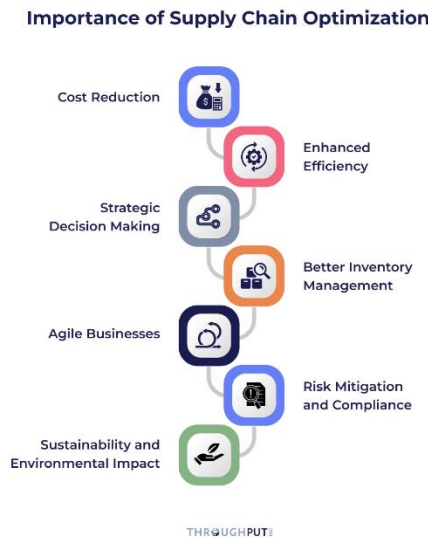 Importance of Supply Chain Optimization
Cost Reduction
Enhanced
Efficiency
Strategic
Decision Making
Better Inventory
Management
Agile Businesses
Risk Mitigation
and Compliance
Sustainability and
Environmental Impact
THROUGHPUT